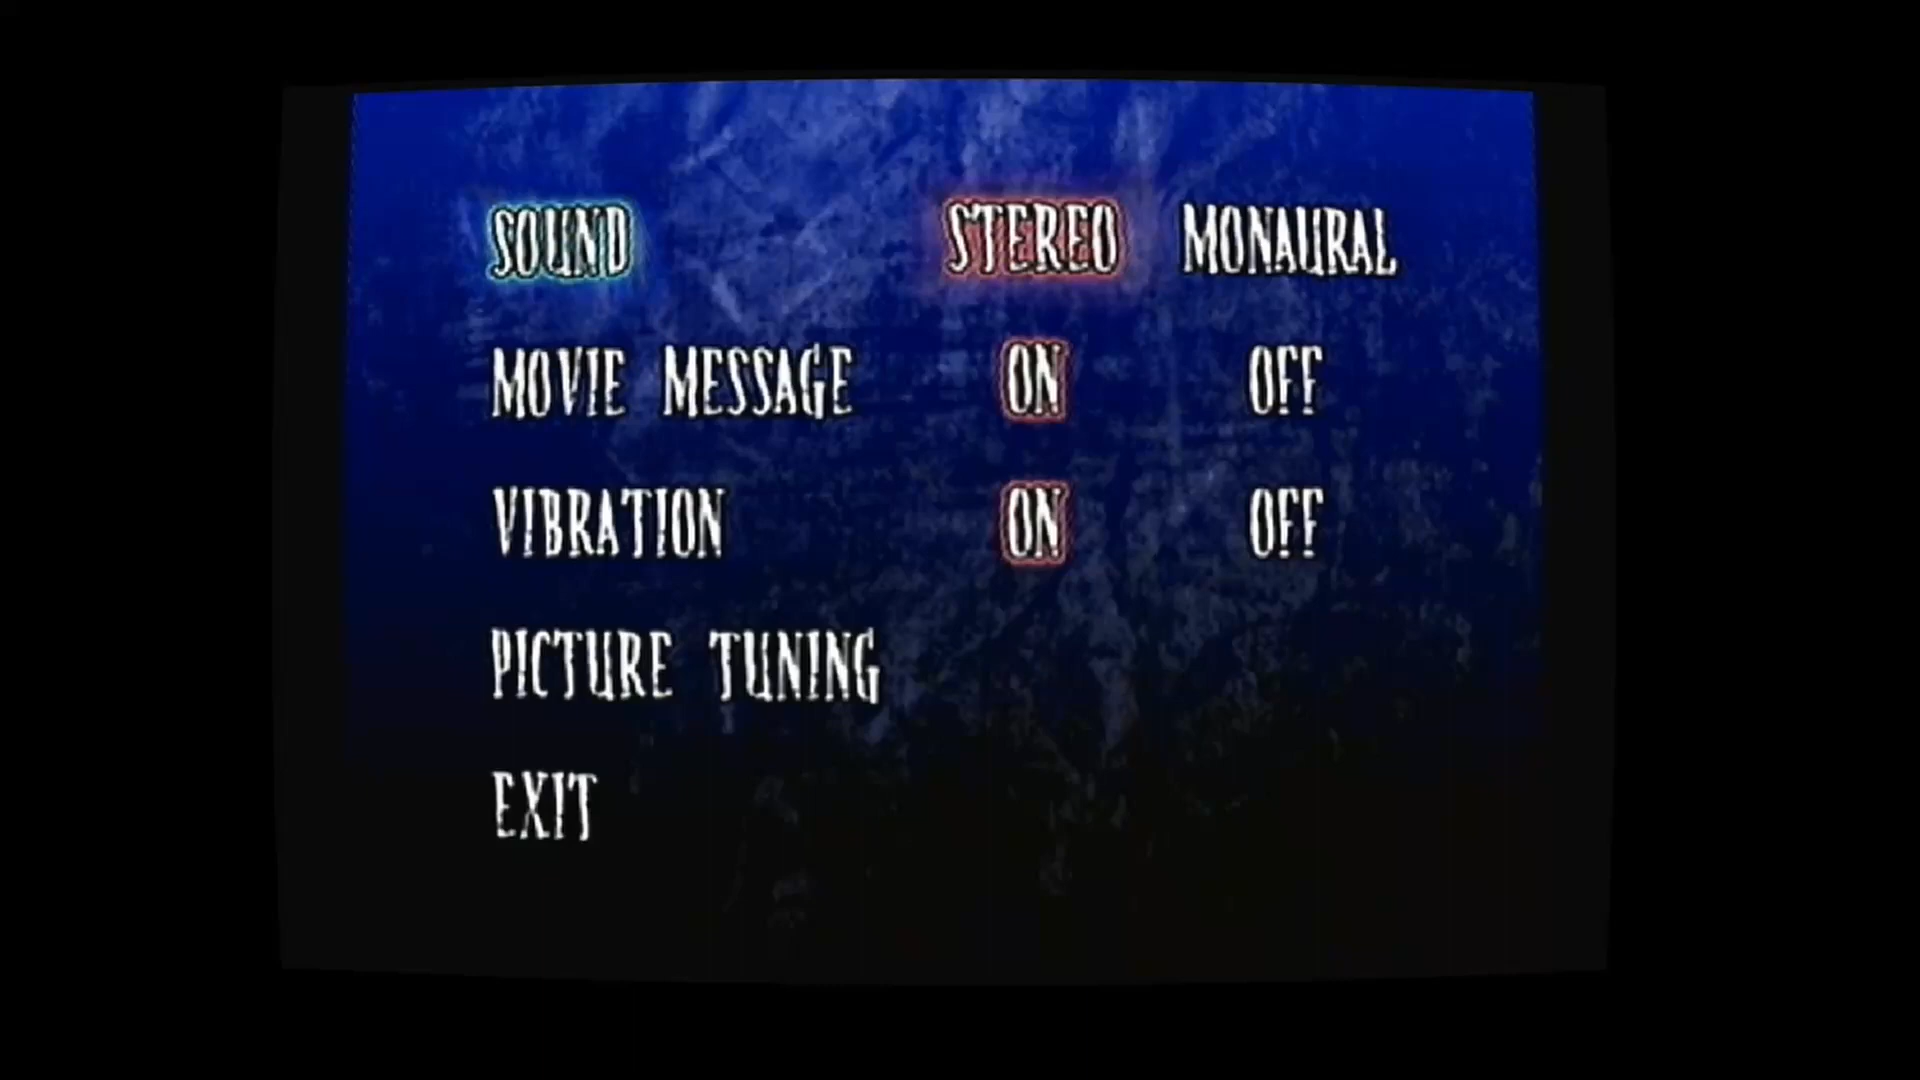 SOUND STEREO MONAURAL
MOVIE MESSAGE ON OFF
VIBRATION ON OFF
PICTURE TUNING
EXIT